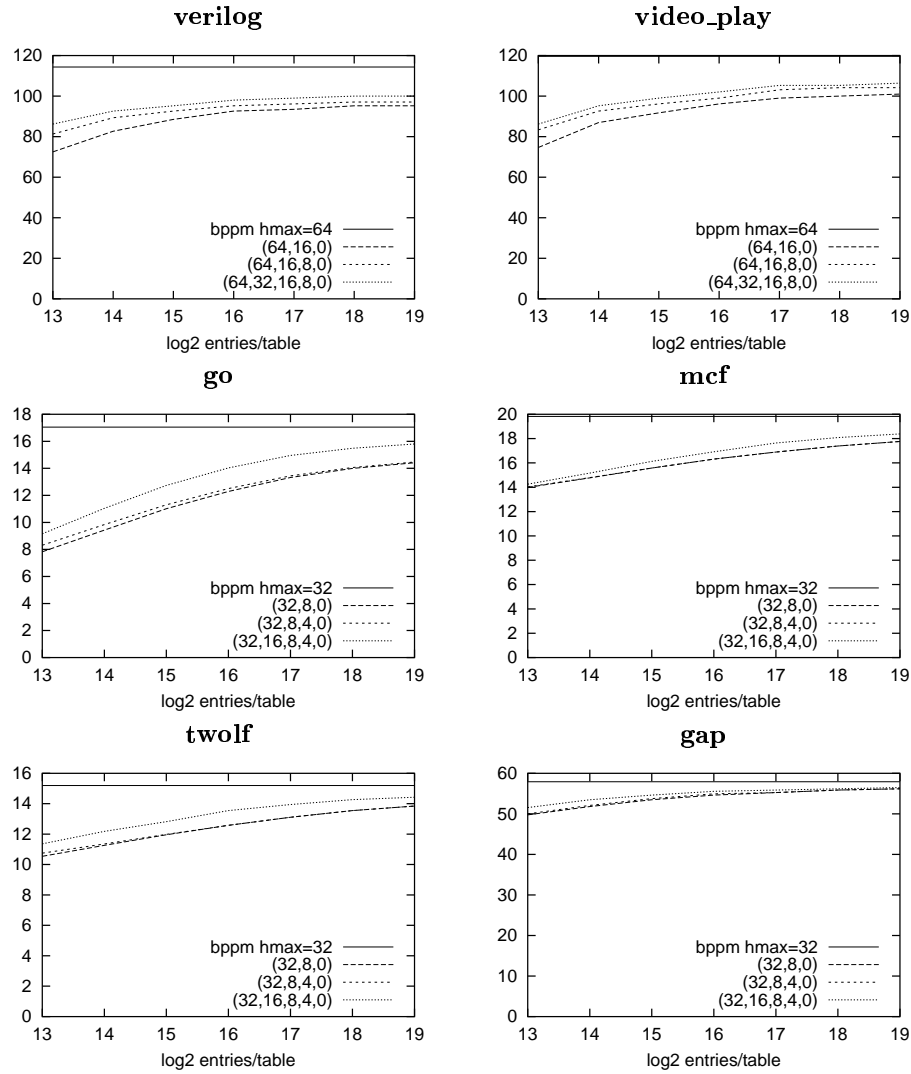 verilog
120
100
80
60
40
20
0
bppm hmax=64
(64,16,0)
(64,16,8,0)
(64,32,16,8,0)
13 14 15 16 17 18 19
log2 entries/table
video_play
120
100
80
60
40
20
0
bppm hmax=64
(64,16,0)
(64,16,8,0)
(64,32,16,8,0)
13 14 15 16 17 18 19
log2 entries/table
go
18
16
14
12
10
8
6
4
2
0
bppm hmax=32
(32,8,0)
(32,8,4,0)
(32,16,8,4,0)
13 14 15 16 17 18 19
log2 entries/table
mcf
20
18
16
14
12
10
8
6
4
2
0
bppm hmax=32
(32,8,0)
(32,8,4,0)
(32,16,8,4,0)
13 14 15 16 17 18 19
log2 entries/table
twolf
16
14
12
10
8
6
4
2
0
bppm hmax=32
(32,8,0)
(32,8,4,0)
(32,16,8,4,0)
13 14 15 16 17 18 19
log2 entries/table
gap
60
50
40
30
20
10
0
bppm hmax=32
(32,8,0)
(32,8,4,0)
(32,16,8,4,0)
13 14 15 16 17 18 19
log2 entries/table